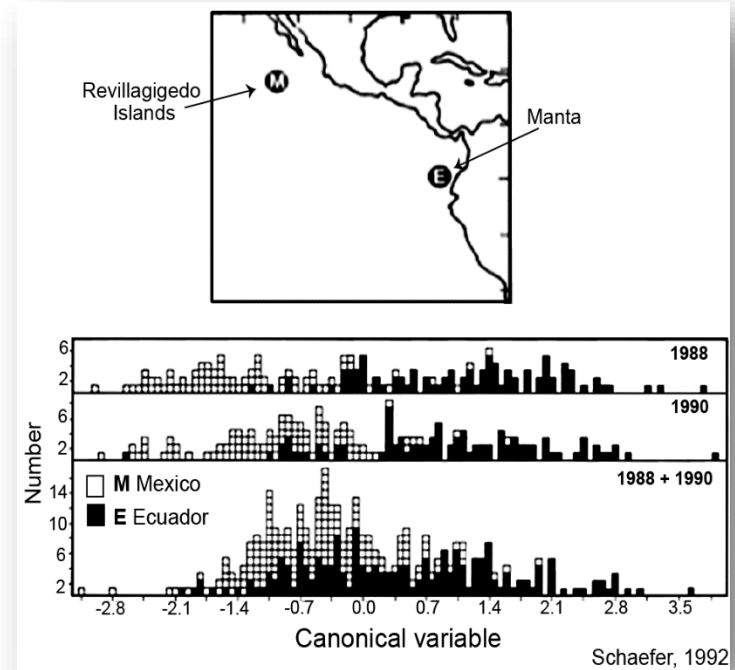 M
Revillagigedo
Islands
Manta
E
6
2
1988
6
2
1990
Number
14
10
6
2
M Mexico
E Ecuador
1988 + 1990
-2.8 -2.1 -1.4 -0.7 0.0 0.7 1.4 2.1 2.8 3.5
Canonical variable
Schaefer, 1992